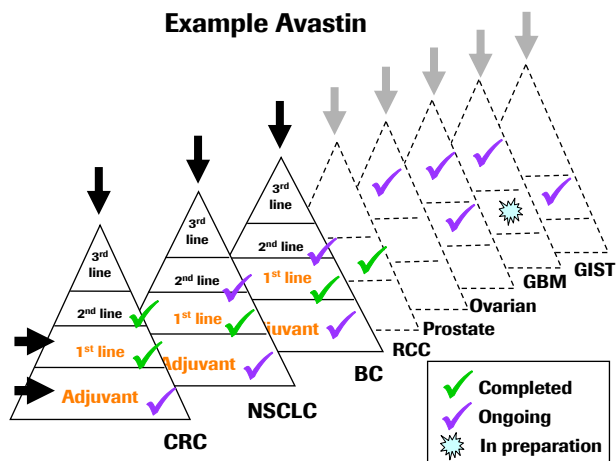 Example Avastin
3rd
line
2nd line
1st line
Adjuvant
CRC
3rd
line
2nd line
1st line
Adjuvant
NSCLC
3rd
line
2nd line
1st line
juvant
BC
RCC
Prostate
Ovarian
GBM
GIST
Completed
Ongoing
In preparation